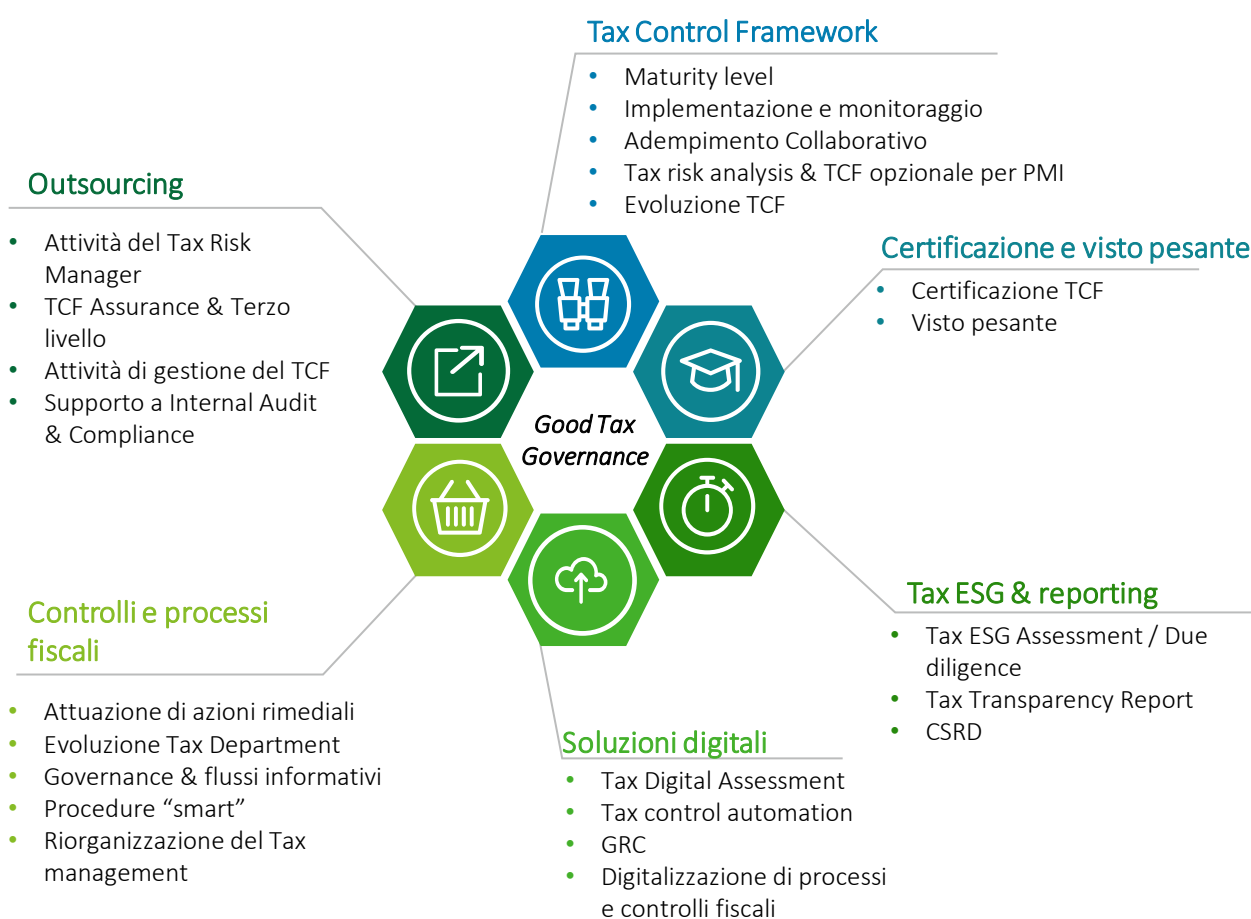 Tax Control Framework
• Maturity level
• Implementazione e monitoraggio
• Adempimento Collaborativo
• Tax risk analysis & TCF opzionale per PMI
• Evoluzione TCF
Outsourcing
• Attività del Tax Risk
Manager
• TCF Assurance & Terzo
livello
• Attività di gestione del TCF
• Supporto a Internal Audit
& Compliance
Certificazione e visto pesante
• Certificazione TCF
• Visto pesante
Good Tax
Governance
Controlli e processi
fiscali
• Attuazione di azioni rimediali
• Evoluzione Tax Department
• Governance & flussi informativi
• Procedure “smart”
• Riorganizzazione del Tax
management
Tax ESG & reporting
• Tax ESG Assessment / Due
diligence
• Tax Transparency Report
• CSRD
Soluzioni digitali
• Tax Digital Assessment
• Tax control automation
• GRC
• Digitalizzazione di processi
e controlli fiscali